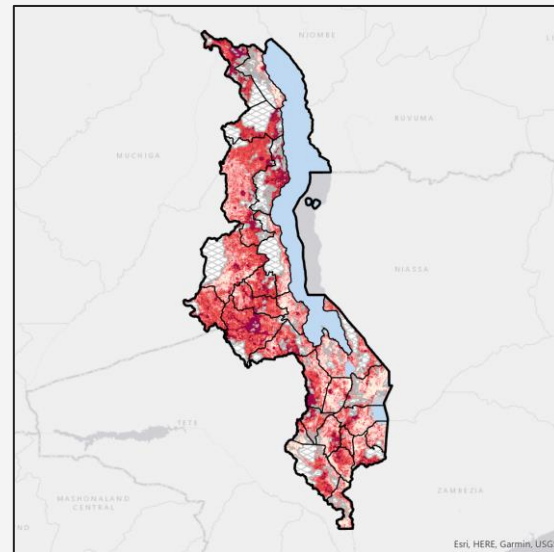 NJOMBE
RUVUMA
MUCHIGA
NIASSA
TETE
MASHONALAND
CENTRAL
ZAMBEZIA
Esri, HERE, Garmin, USG